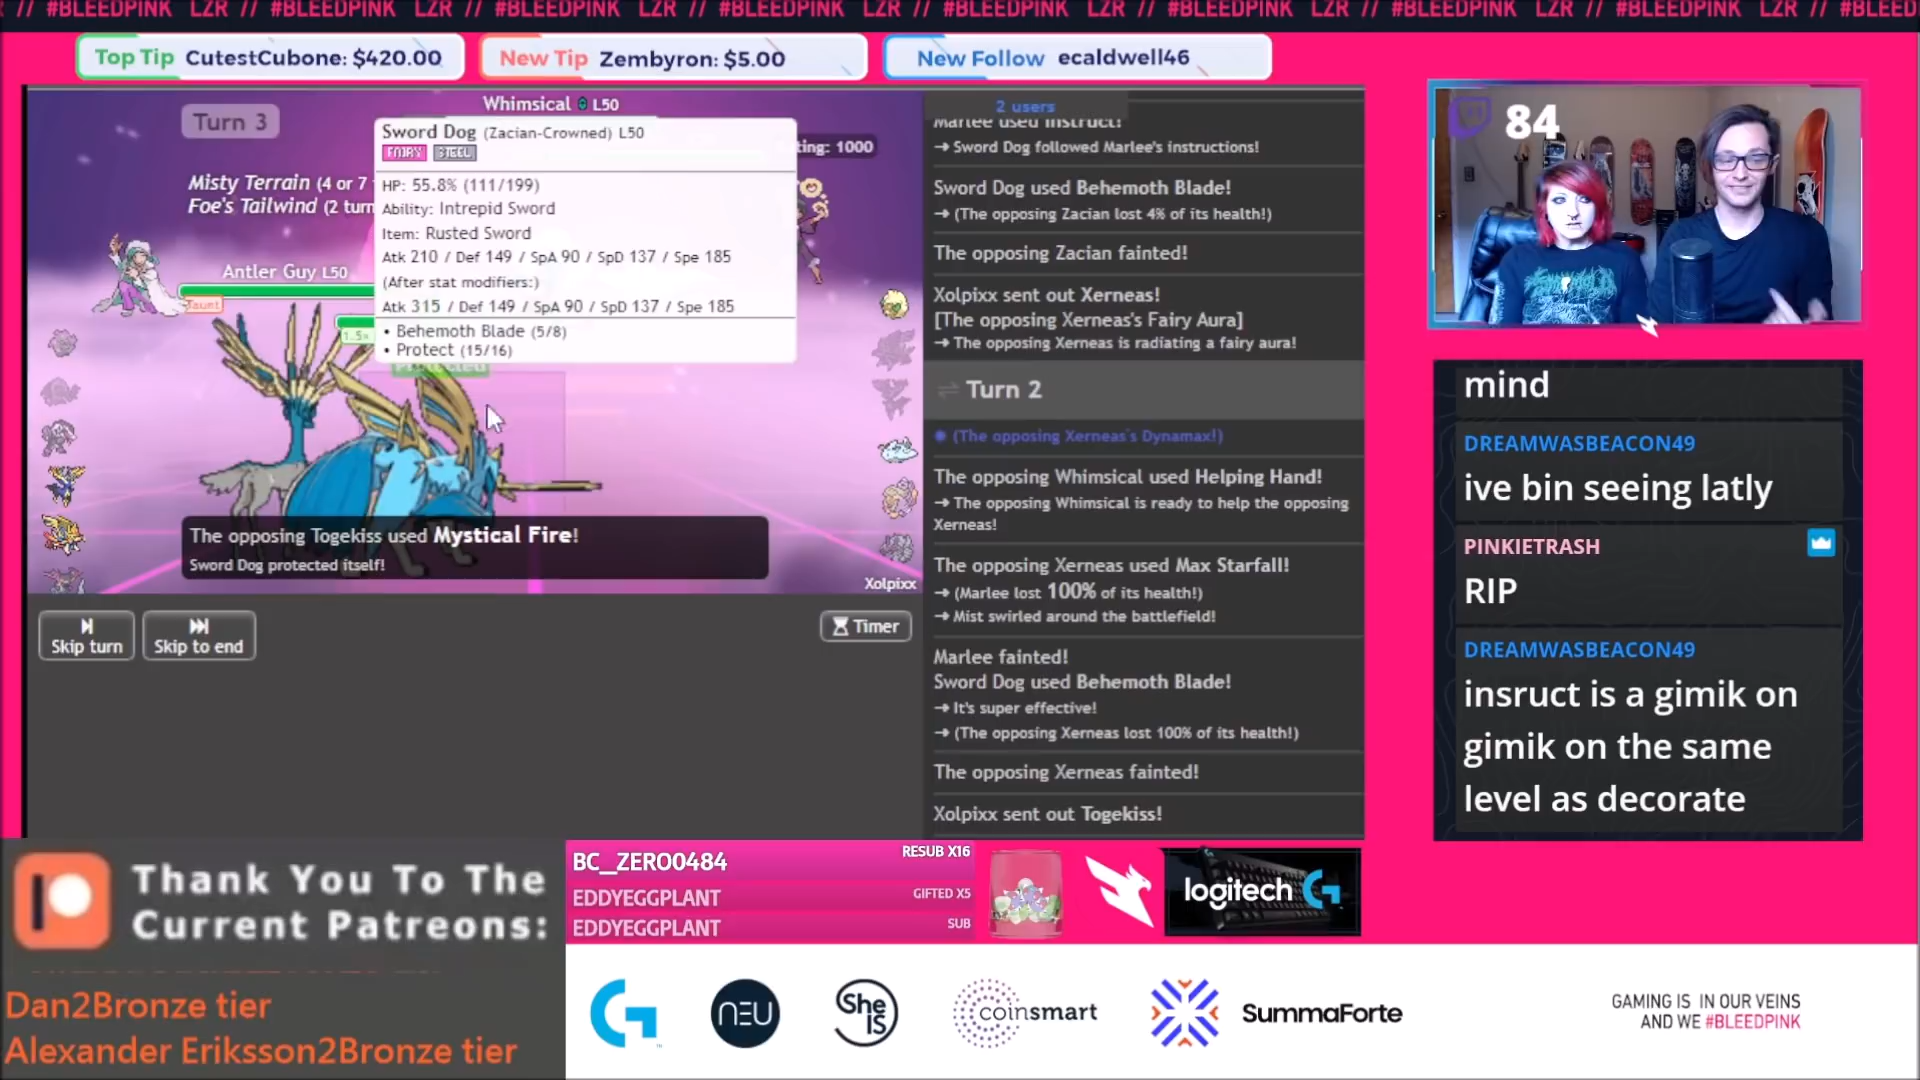 // #BLEEDPINK LZR // #BLEEDPINK LZR // #BLEEDPINK LZR // #BLEEDPINK LZR // #BLEEDPINK LZR // #BLEEDPINK LZR // #BLEEDPINK LZR // #BLEEDPINK LZR // #BLEED
Top Tip CutestCubone: $420.00
New Tip Zembyron: $5.00
New Follow ecaldwell46
Turn 3
Whimsical L50
Sword Dog (Zacian-Crowned) L50
FAIRY STEEL
HP: 55.8% (111/199)
Ability: Intrepid Sword
Item: Rusted Sword
Atk 210 / Def 149 / SpA 90 / SpD 137 / Spe 185
(After stat modifiers:)
Atk 315 / Def 149 / SpA 90 / SpD 137 / Spe 185
• Behemoth Blade (5/8)
• Protect (15/16)
ting: 1000
Misty Terrain (4 or 7
Foe's Tailwind (2 turn
Antler Guy L50
Taunt
1.5×
Protected
The opposing Togekiss used Mystical Fire!
Sword Dog protected itself!
Xolpixx
Skip turn
Skip to end
Timer
2 users
Marlee used Instruct!
→ Sword Dog followed Marlee's instructions!
Sword Dog used Behemoth Blade!
→ (The opposing Zacian lost 4% of its health!)
The opposing Zacian fainted!
Xolpixx sent out Xerneas!
[The opposing Xerneas's Fairy Aura]
→ The opposing Xerneas is radiating a fairy aura!
Turn 2
(The opposing Xerneas's Dynamax!)
The opposing Whimsical used Helping Hand!
→ The opposing Whimsical is ready to help the opposing
Xerneas!
The opposing Xerneas used Max Starfall!
→ (Marlee lost 100% of its health!)
→ Mist swirled around the battlefield!
Marlee fainted!
Sword Dog used Behemoth Blade!
→ It's super effective!
→ (The opposing Xerneas lost 100% of its health!)
The opposing Xerneas fainted!
Xolpixx sent out Togekiss!
84
mind
DREAMWASBEACON49
ive bin seeing latly
PINKIETRASH
RIP
DREAMWASBEACON49
insruct is a gimik on
gimik on the same
level as decorate
Thank You To The
Current Patreons:
Dan2Bronze tier
Alexander Eriksson2Bronze tier
BC_ZERO0484 RESUB X16
EDDYEGGPLANT GIFTED X5
EDDYEGGPLANT SUB
logitech G
NEU
She
IS
coinsmart
SummaForte
GAMING IS IN OUR VEINS
AND WE #BLEEDPINK